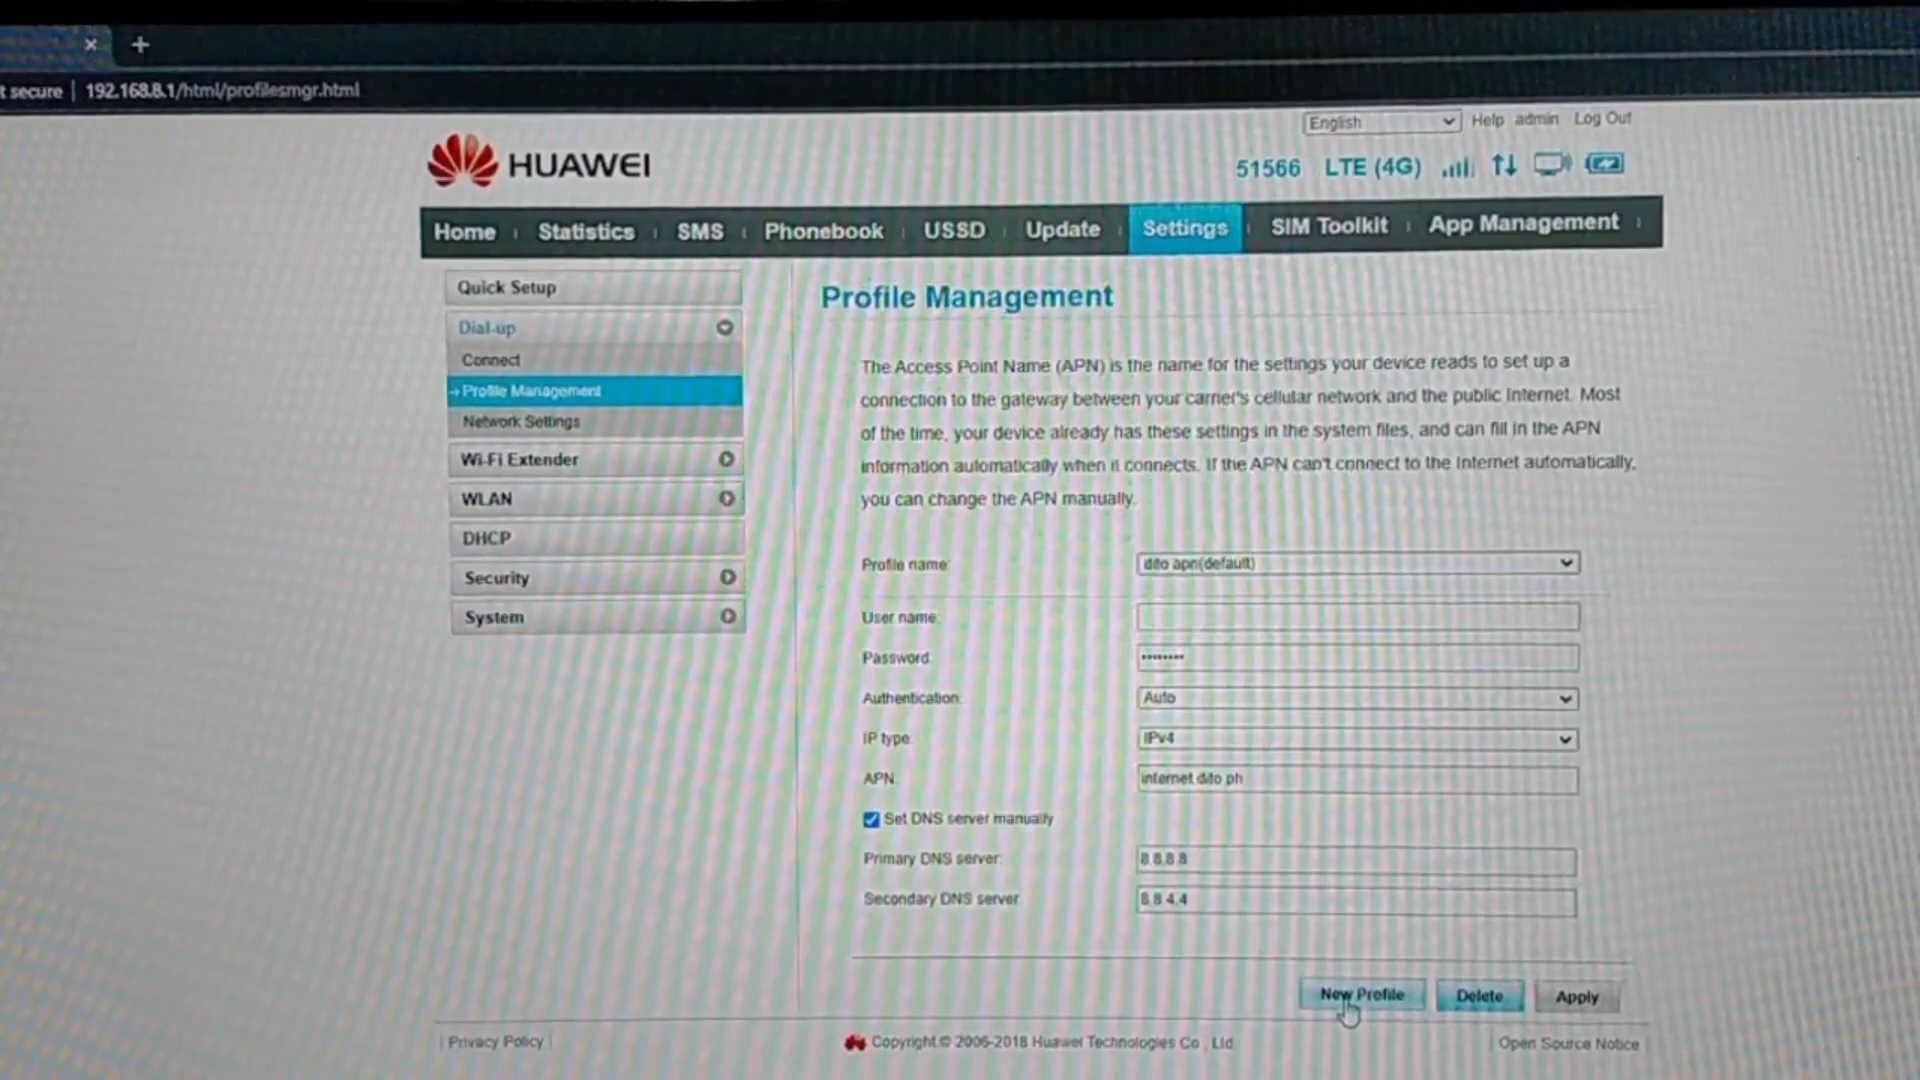 t secure | 192.168.8.1/html/profilesmgr.html
English Help admin Log Out
HUAWEI
51566 LTE (4G)
Home Statistics SMS Phonebook USSD Update Settings SIM Toolkit App Management
Quick Setup
Dial-up
Connect
Profile Management
Network Settings
Wi-Fi Extender
WLAN
DHCP
Security
System
Profile Management
The Access Point Name (APN) is the name for the settings your device reads to set up a
connection to the gateway between your carrier's cellular network and the public Internet. Most
of the time, your device already has these settings in the system files, and can fill in the APN
information automatically when it connects. If the APN can't connect to the Internet automatically,
you can change the APN manually.
Profile name: dito apn(default)
User name:
Password: ••••••••
Authentication: Auto
IP type: IPv4
APN: internet.dito.ph
Set DNS server manually
Primary DNS server: 8.8.8.8
Secondary DNS server: 8.8.4.4
New Profile Delete Apply
Privacy Policy
Copyright © 2006-2018 Huawei Technologies Co., Ltd
Open Source Notice